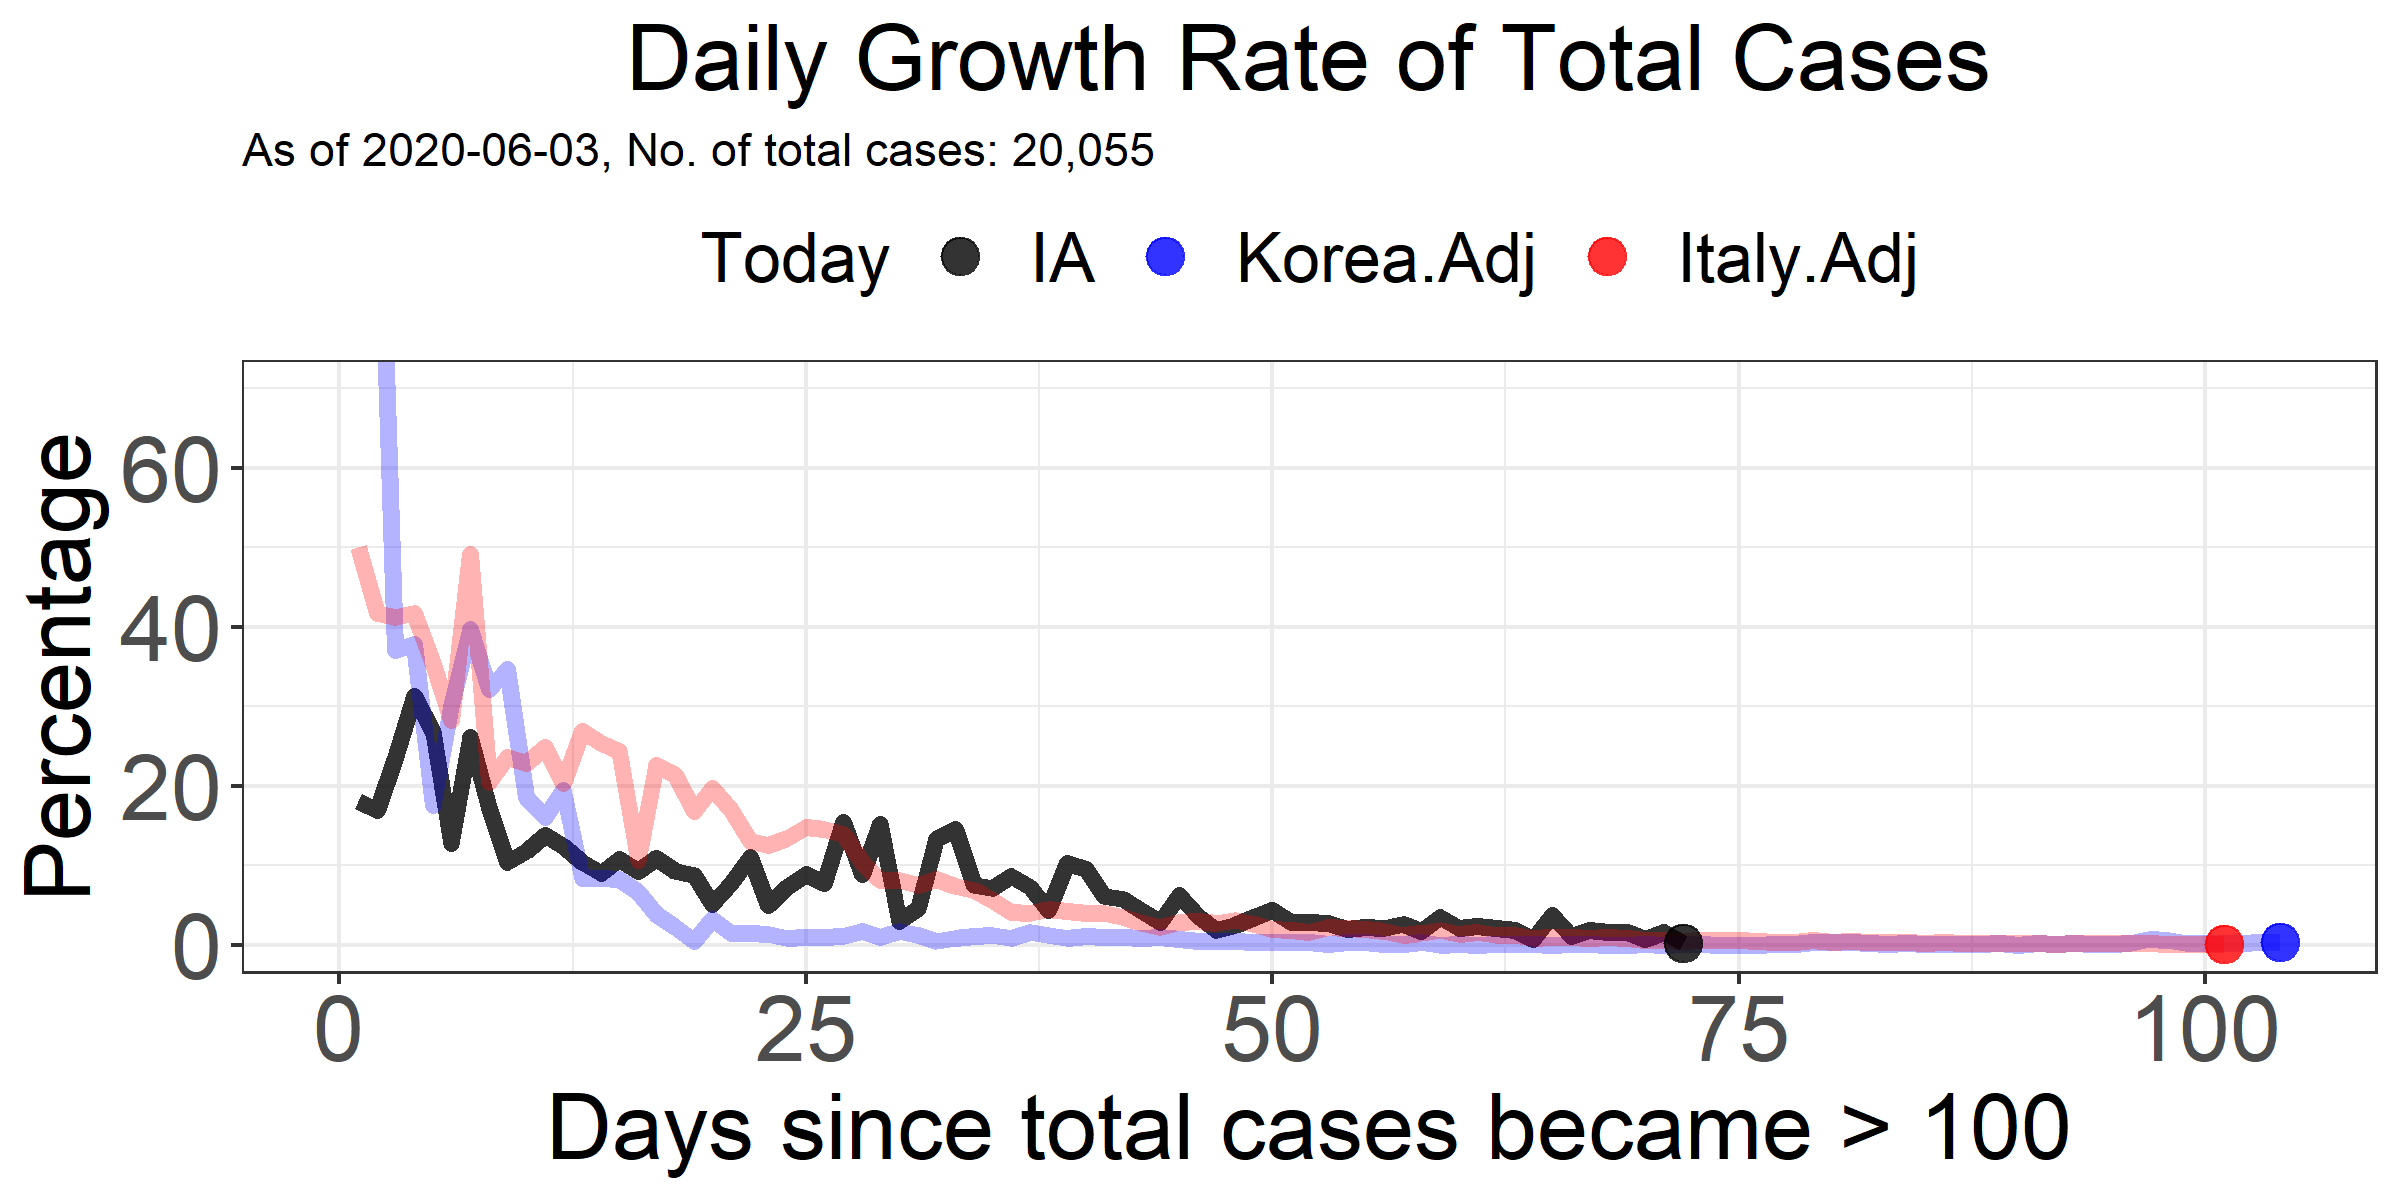 Daily Growth Rate of Total Cases
As of 2020-06-03, No. of total cases: 20,055
Today IA Korea.Adj Italy.Adj
Percentage
60
40
20
0
0 25 50 75 100
Days since total cases became > 100